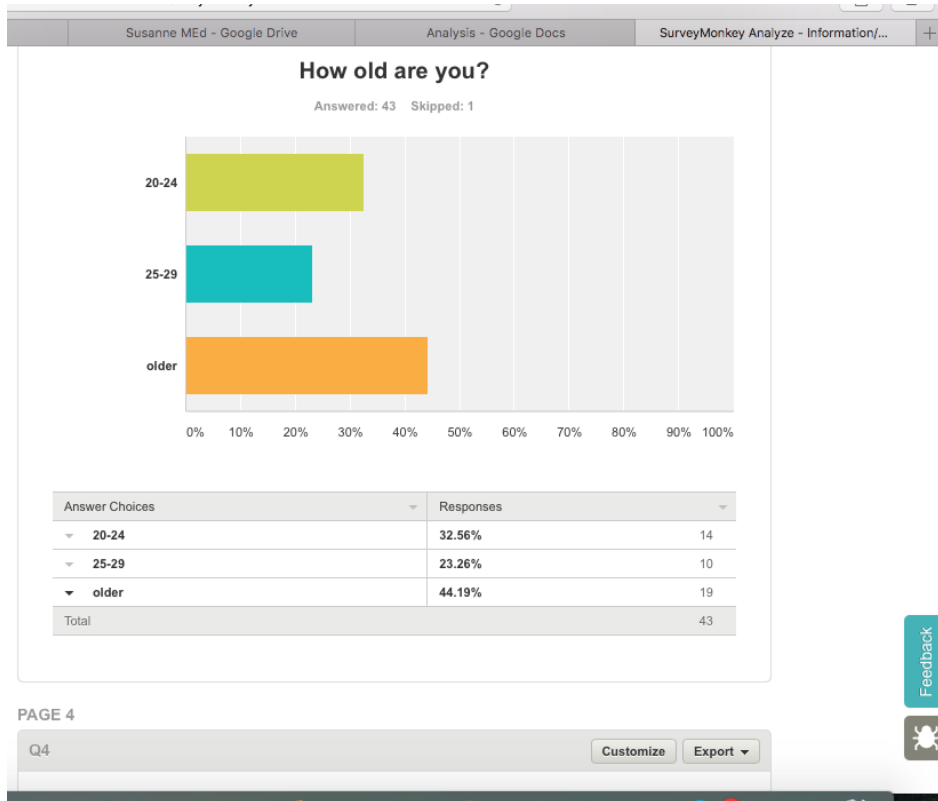 Susanne MEd - Google Drive Analysis - Google Docs SurveyMonkey Analyze - Information/... +
How old are you?
Answered: 43 Skipped: 1
20-24
25-29
older
0% 10% 20% 30% 40% 50% 60% 70% 80% 90% 100%
Answer Choices Responses
20-24 32.56% 14
25-29 23.26% 10
older 44.19% 19
Total 43
Feedback
PAGE 4
Q4 Customize Export